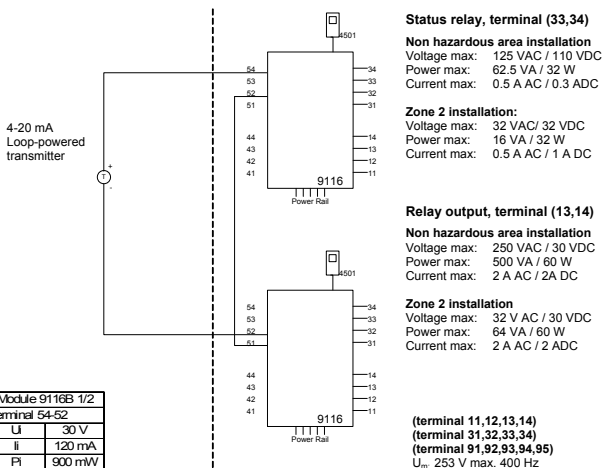 4501
54
53
52
51
34
33
32
31
44
43
42
41
14
13
12
11
9116
Power Rail
4-20 mA
Loop-powered
transmitter
+
T
-
4501
54
53
52
51
34
33
32
31
44
43
42
41
14
13
12
11
9116
Power Rail
Module 9116B 1/2
erminal 54-52
Ui 30 V
Ii 120 mA
Pi 900 mW
Status relay, terminal (33,34)
Non hazardous area installation
Voltage max: 125 VAC / 110 VDC
Power max: 62.5 VA / 32 W
Current max: 0.5 A AC / 0.3 ADC
Zone 2 installation:
Voltage max: 32 VAC/ 32 VDC
Power max: 16 VA / 32 W
Current max: 0.5 A AC / 1 A DC
Relay output, terminal (13,14)
Non hazardous area installation
Voltage max: 250 VAC / 30 VDC
Power max: 500 VA / 60 W
Current max: 2 A AC / 2A DC
Zone 2 installation
Voltage max: 32 V AC / 30 VDC
Power max: 64 VA / 60 W
Current max: 2 A AC / 2 ADC
(terminal 11,12,13,14)
(terminal 31,32,33,34)
(terminal 91,92,93,94,95)
Um: 253 V max. 400 Hz